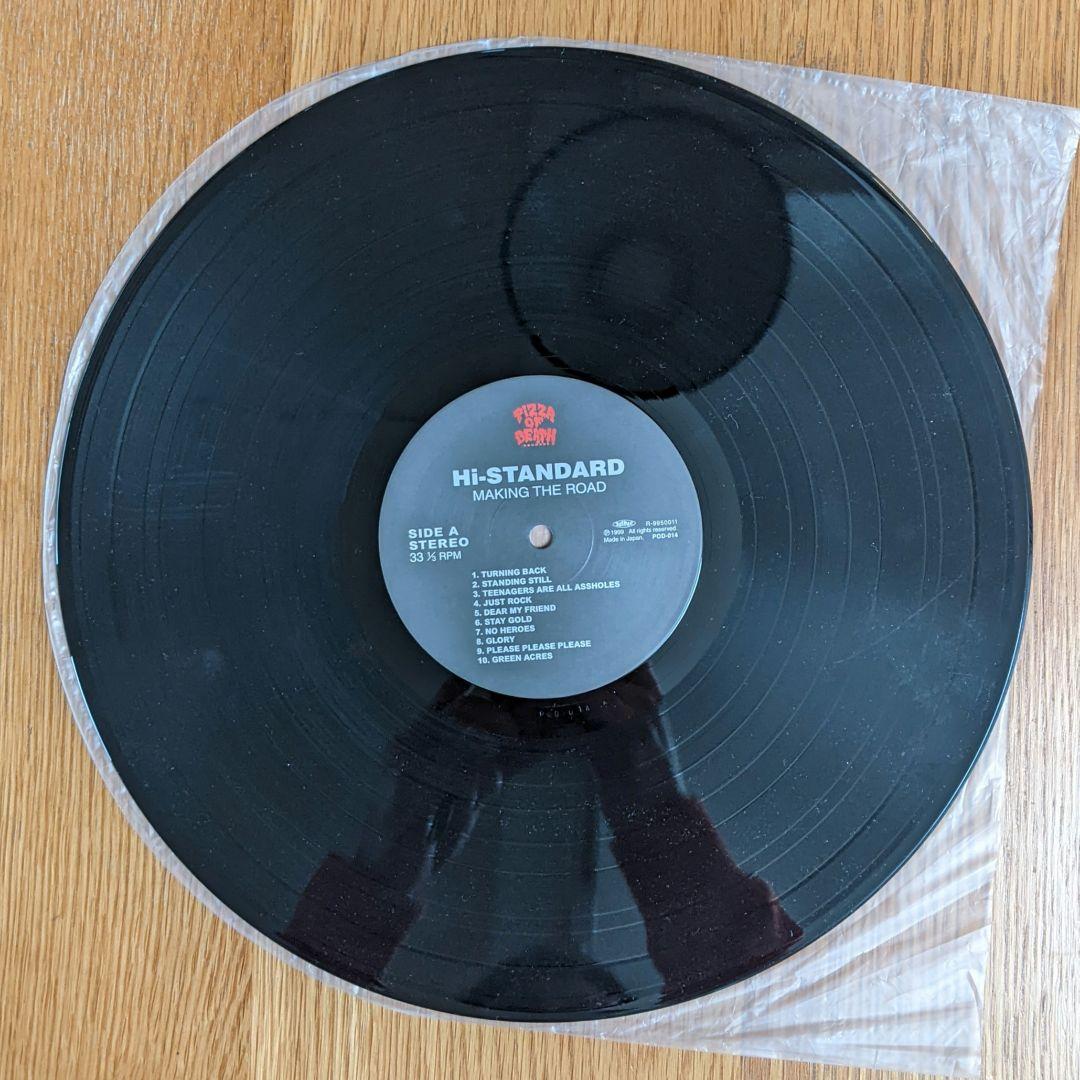 PIZZA
OF
DEATH
Hi-STANDARD
MAKING THE ROAD
SIDE A
STEREO
33 ⅓ RPM
R-9950011
℗1999 All rights reserved.
Made in Japan. POD-014
1. TURNING BACK
2. STANDING STILL
3. TEENAGERS ARE ALL ASSHOLES
4. JUST ROCK
5. DEAR MY FRIEND
6. STAY GOLD
7. NO HEROES
8. GLORY
9. PLEASE PLEASE PLEASE
10. GREEN ACRES